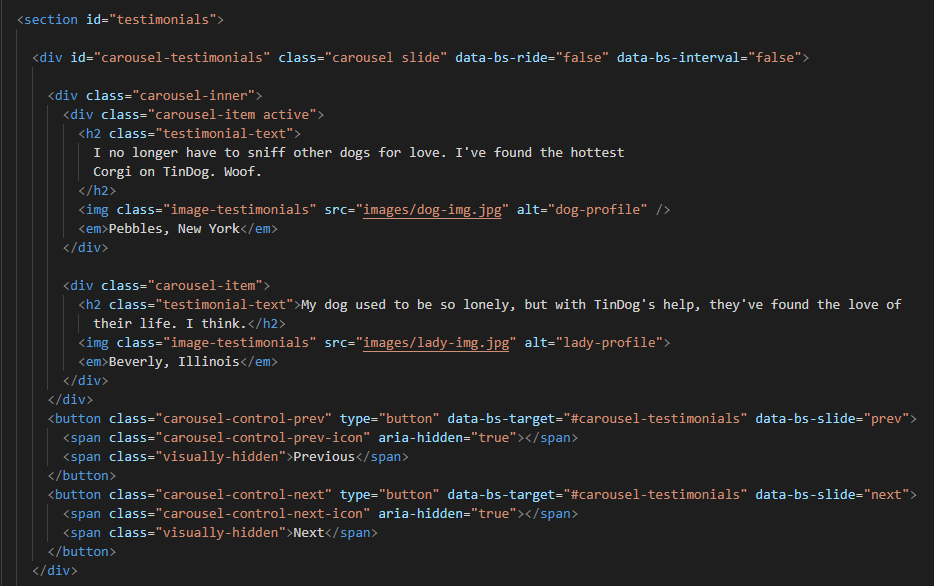 <section id="testimonials">
<div id="carousel-testimonials" class="carousel slide" data-bs-ride="false" data-bs-interval="false">
<div class="carousel-inner">
<div class="carousel-item active">
<h2 class="testimonial-text">
I no longer have to sniff other dogs for love. I've found the hottest
Corgi on TinDog. Woof.
</h2>
<img class="image-testimonials" src="images/dog-img.jpg" alt="dog-profile" />
<em>Pebbles, New York</em>
</div>
<div class="carousel-item">
<h2 class="testimonial-text">My dog used to be so lonely, but with TinDog's help, they've found the love of
their life. I think.</h2>
<img class="image-testimonials" src="images/lady-img.jpg" alt="lady-profile">
<em>Beverly, Illinois</em>
</div>
</div>
<button class="carousel-control-prev" type="button" data-bs-target="#carousel-testimonials" data-bs-slide="prev">
<span class="carousel-control-prev-icon" aria-hidden="true"></span>
<span class="visually-hidden">Previous</span>
</button>
<button class="carousel-control-next" type="button" data-bs-target="#carousel-testimonials" data-bs-slide="next">
<span class="carousel-control-next-icon" aria-hidden="true"></span>
<span class="visually-hidden">Next</span>
</button>
</div>